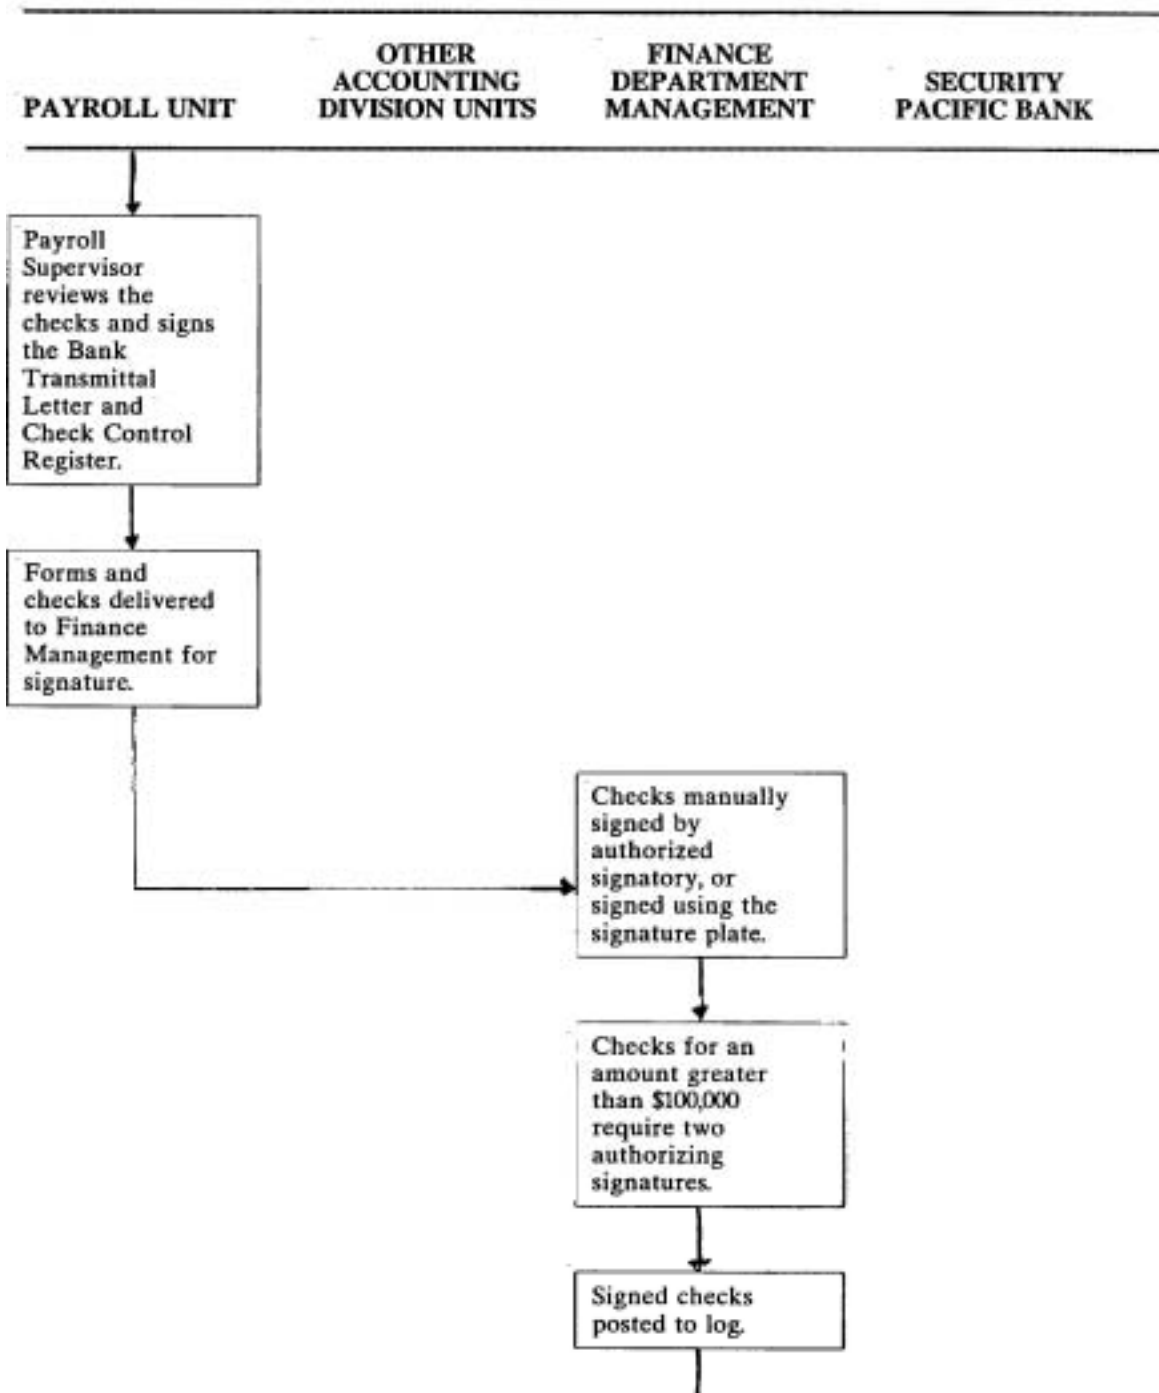 PAYROLL UNIT
OTHER
ACCOUNTING
DIVISION UNITS
FINANCE
DEPARTMENT
MANAGEMENT
SECURITY
PACIFIC BANK
Payroll
Supervisor
reviews the
checks and signs
the Bank
Transmittal
Letter and
Check Control
Register.
Forms and
checks delivered
to Finance
Management for
signature.
Checks manually
signed by
authorized
signatory, or
signed using the
signature plate.
Checks for an
amount greater
than $100,000
require two
authorizing
signatures.
Signed checks
posted to log.